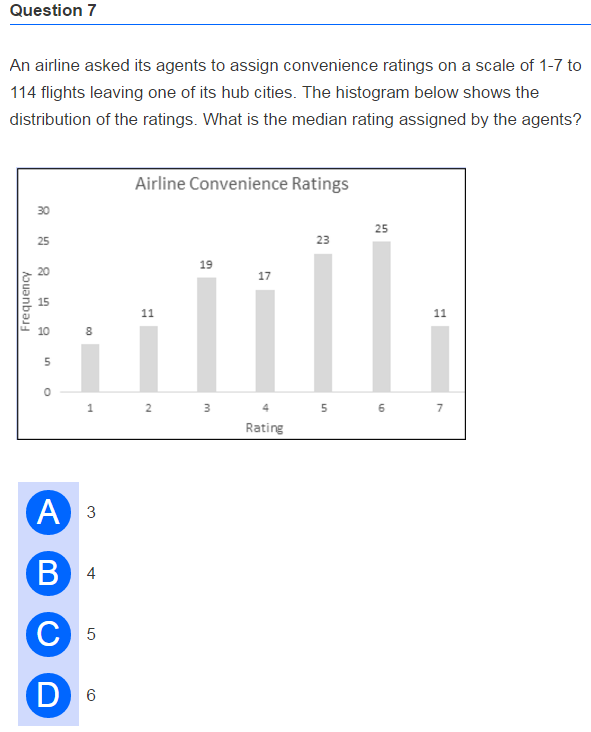 Question 7
An airline asked its agents to assign convenience ratings on a scale of 1-7 to
114 flights leaving one of its hub cities. The histogram below shows the
distribution of the ratings. What is the median rating assigned by the agents?
Airline Convenience Ratings
Frequency
30
25
20
15
10
5
0
8
11
19
17
23
25
11
1 2 3 4 5 6 7
Rating
A 3
B 4
C 5
D 6